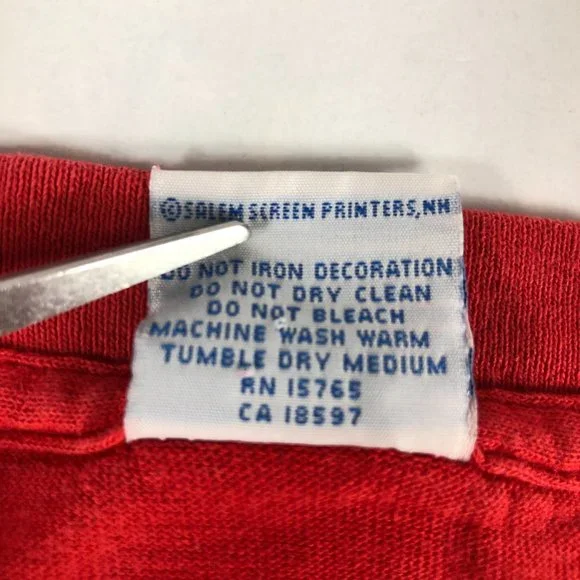 ©SALEM SCREEN PRINTERS,NH
DO NOT IRON DECORATION
DO NOT DRY CLEAN
DO NOT BLEACH
MACHINE WASH WARM
TUMBLE DRY MEDIUM
RN 15765
CA 18597